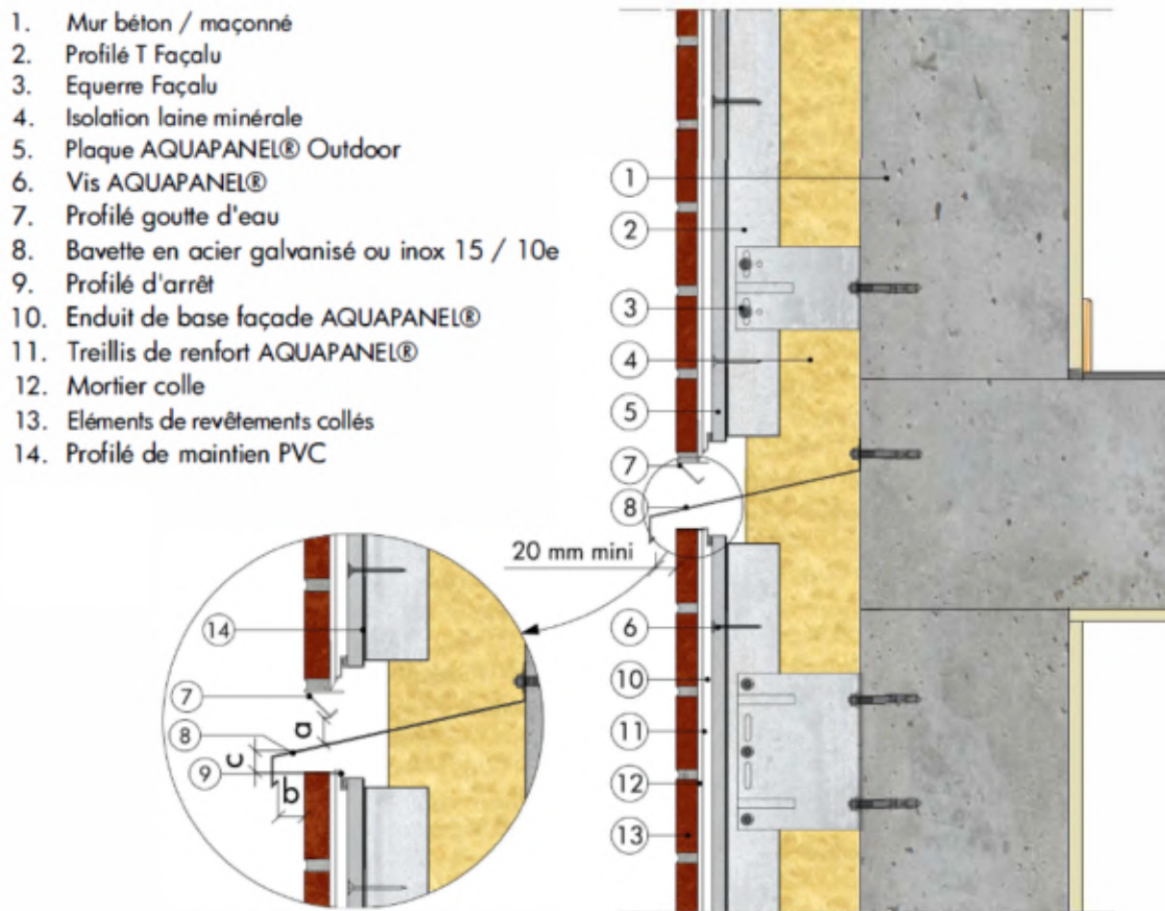 1. Mur béton / maçonné
2. Profilé T Façalu
3. Equerre Façalu
4. Isolation laine minérale
5. Plaque AQUAPANEL® Outdoor
6. Vis AQUAPANEL®
7. Profilé goutte d'eau
8. Bavette en acier galvanisé ou inox 15 / 10e
9. Profilé d'arrêt
10. Enduit de base façade AQUAPANEL®
11. Treillis de renfort AQUAPANEL®
12. Mortier colle
13. Eléments de revêtements collés
14. Profilé de maintien PVC
1
2
3
4
5
7
8
20 mm mini
6
10
11
12
13
14
7
8
9
a
c
b